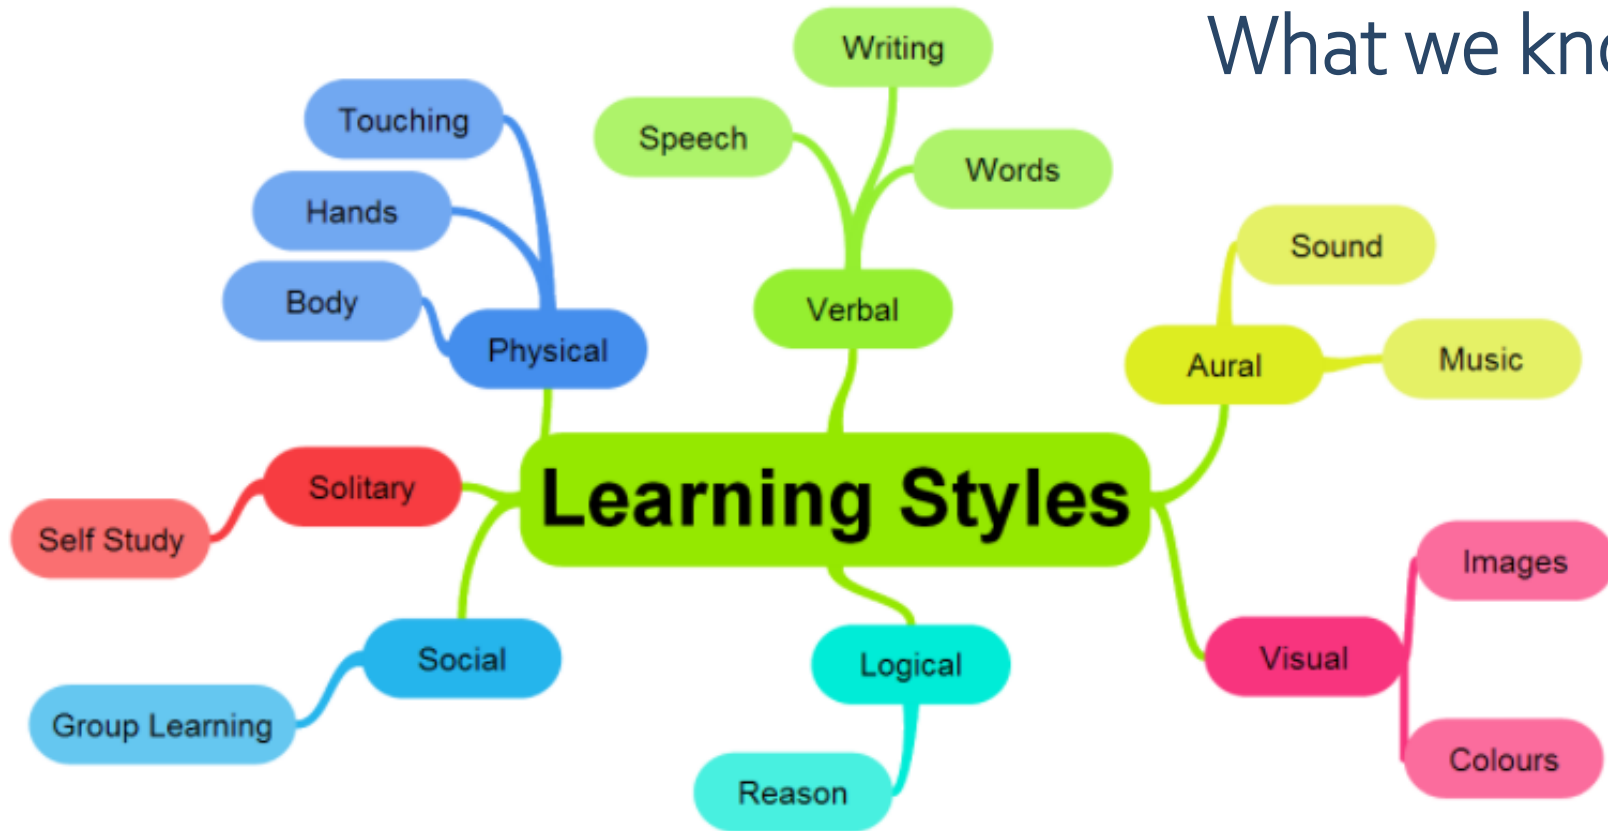 What we kno
Writing
Touching
Speech
Words
Hands
Sound
Body
Verbal
Physical
Aural
Music
Learning Styles
Solitary
Self Study
Images
Social
Logical
Visual
Group Learning
Colours
Reason